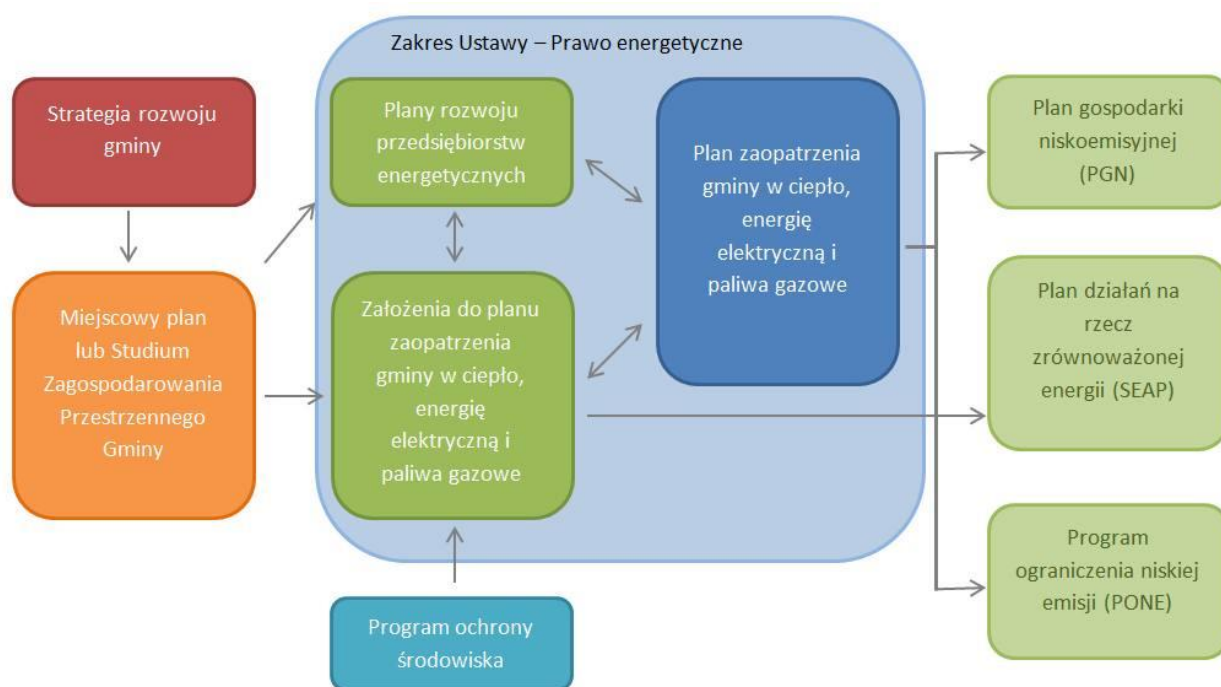 Zakres Ustawy – Prawo energetyczne
Strategia rozwoju
gminy
Miejscowy plan
lub Studium
Zagospodarowania
Przestrzennego
Gminy
Plany rozwoju
przedsiębiorstw
energetycznych
Założenia do planu
zaopatrzenia
gminy w ciepło,
energię
elektryczną i
paliwa gazowe
Program ochrony
środowiska
Plan zaopatrzenia
gminy w ciepło,
energię
elektryczną i
paliwa gazowe
Plan gospodarki
niskoemisyjnej
(PGN)
Plan działań na
rzecz
zrównoważonej
energii (SEAP)
Program
ograniczenia niskiej
emisji (PONE)